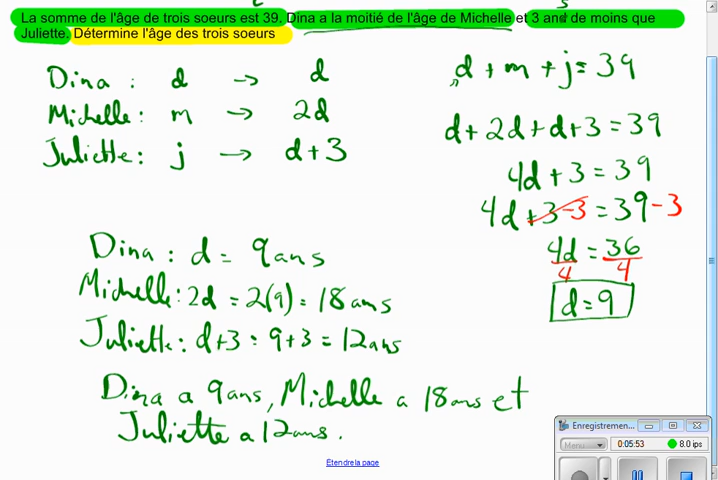 La somme de l'âge de trois soeurs est 39. Dina a la moitié de l'âge de Michelle et 3 ans de moins que
Juliette. Détermine l'âge des trois soeurs
Dina : d → d
Michelle : m → 2d
Juliette : j → d+3
d + m + j = 39
d + 2d + d + 3 = 39
4d + 3 = 39
4d + 3 - 3 = 39 - 3
4d = 36
4 4
d = 9
Dina : d = 9 ans
Michelle : 2d = 2(9) = 18 ans
Juliette : d+3 = 9+3 = 12 ans
Dina a 9 ans, Michelle a 18 ans et
Juliette a 12 ans.
Étendre la page
Enregistremen...
Menu
0:05:53
8.0 ips